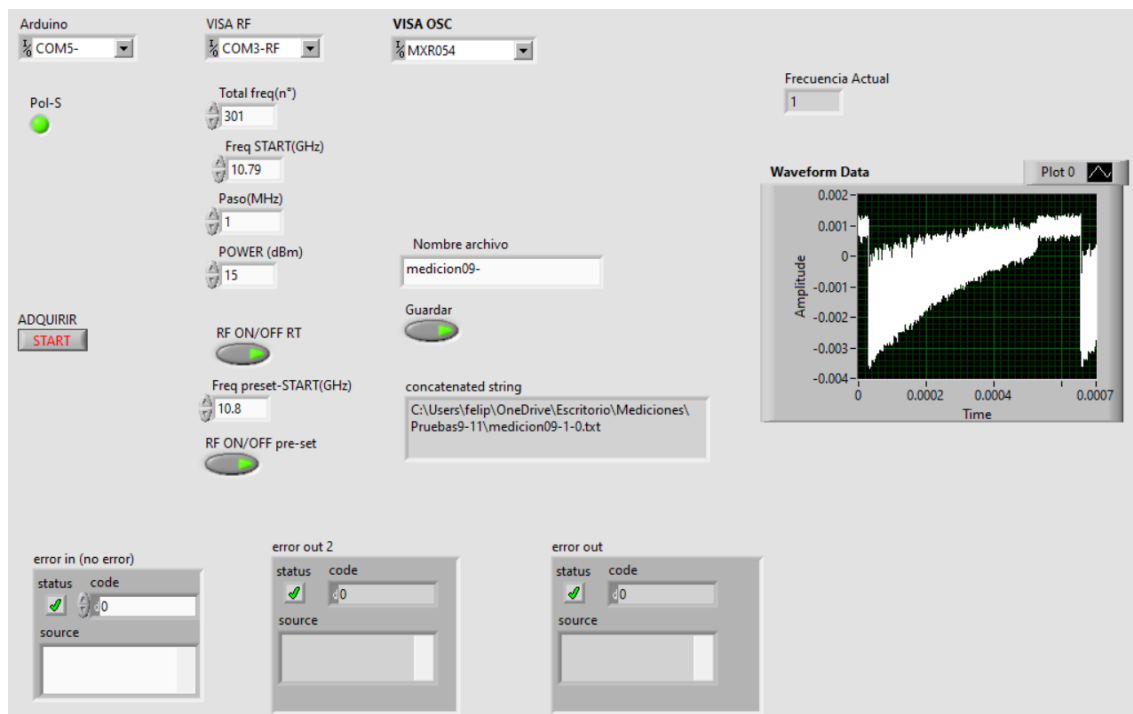 Arduino
COM5-
VISA RF
COM3-RF
VISA OSC
MXR054
Pol-S
Total freq(n°)
301
Freq START(GHz)
10.79
Paso(MHz)
1
POWER (dBm)
15
Frecuencia Actual
1
Waveform Data
Plot 0
0.002
0.001
0
-0.001
-0.002
-0.003
-0.004
Amplitude
0
0.0002
0.0004
0.0007
Time
Nombre archivo
medicion09-
Guardar
ADQUIRIR
START
RF ON/OFF RT
Freq preset-START(GHz)
10.8
RF ON/OFF pre-set
concatenated string
C:\Users\felip\OneDrive\Escritorio\Mediciones\
Pruebas9-11\medicion09-1-0.txt
error in (no error)
status code
d0
source
error out 2
status code
d0
source
error out
status code
d0
source